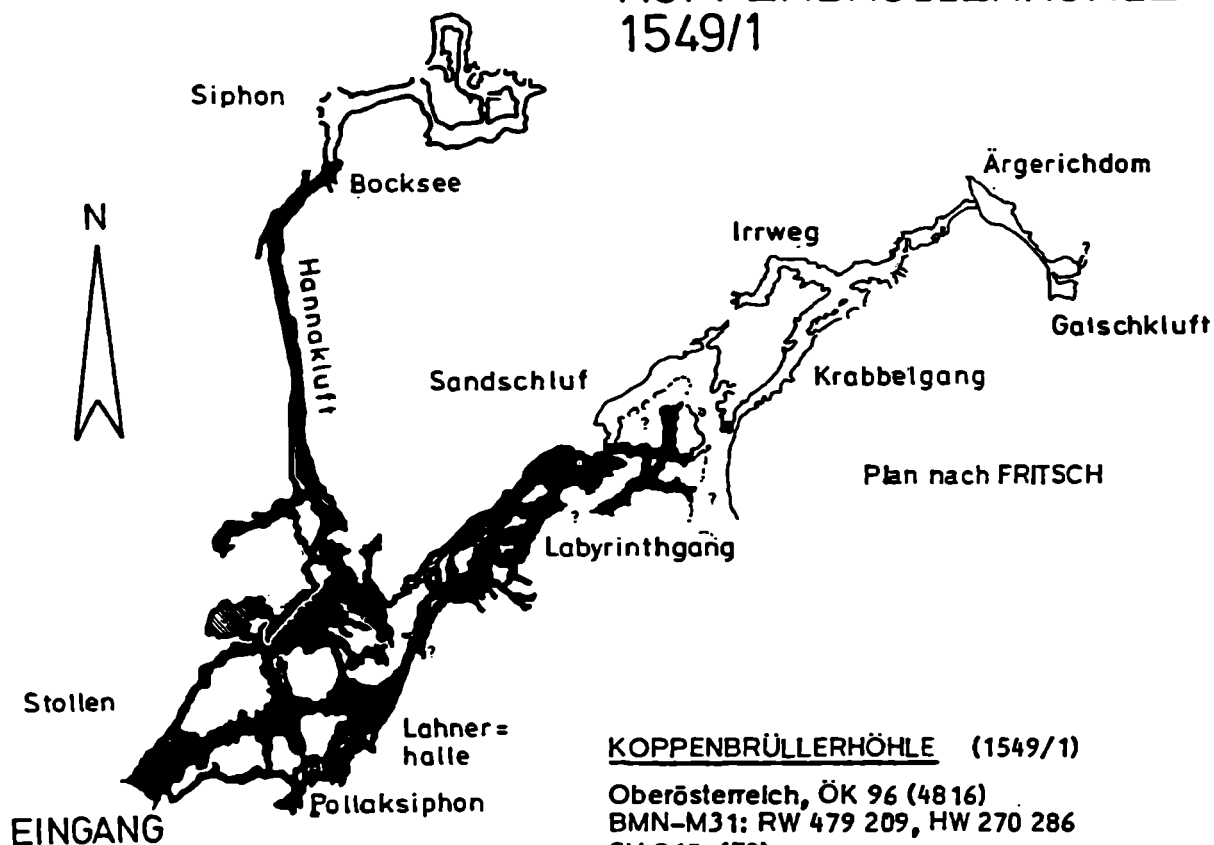 1549/1
Siphon
Bocksee
Ärgerichdom
N
Irrweg
Hannakluft
Gatschkluft
Sandschluf
Krabbelgang
Plan nach FRITSCH
?
?
?
?
?
Labyrinthgang
?
Stollen
Lahner=
halle
Pollaksiphon
EINGANG
KOPPENBRÜLLERHÖHLE (1549/1)
Oberösterreich, ÖK 96 (4816)
BMN-M31: RW 479 209, HW 270 286